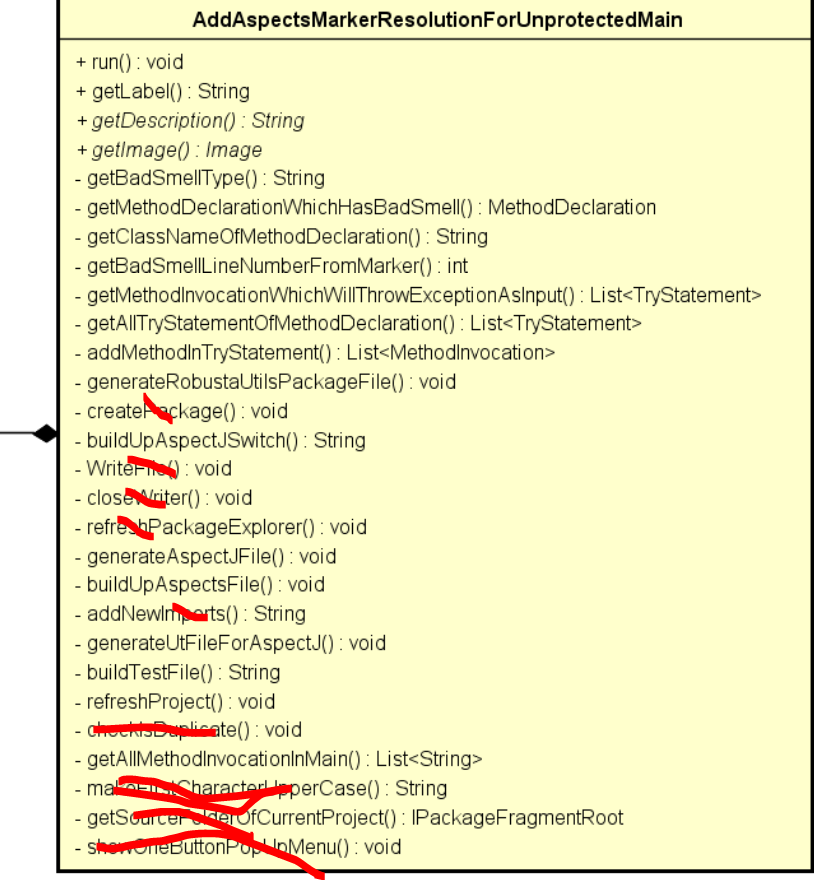 AddAspectsMarkerResolutionForUnprotectedMain
+ run() : void
+ getLabel() : String
+ getDescription() : String
+ getImage() : Image
- getBadSmellType() : String
- getMethodDeclarationWhichHasBadSmell() : MethodDeclaration
- getClassNameOfMethodDeclaration() : String
- getBadSmellLineNumberFromMarker() : int
- getMethodInvocationWhichWillThrowExceptionAsInput() : List<TryStatement>
- getAllTryStatementOfMethodDeclaration() : List<TryStatement>
- addMethodInTryStatement() : List<MethodInvocation>
- generateRobustaUtilsPackageFile() : void
- createPackage() : void
- buildUpAspectJSwitch() : String
- WriteFile() : void
- closeWriter() : void
- refreshPackageExplorer() : void
- generateAspectJFile() : void
- buildUpAspectsFile() : void
- addNewImports() : String
- generateUtFileForAspectJ() : void
- buildTestFile() : String
- refreshProject() : void
- checkIsDuplicate() : void
- getAllMethodInvocationInMain() : List<String>
- makeFirstCharacterUpperCase() : String
- getSourceFolderOfCurrentProject() : IPackageFragmentRoot
- showOneButtonPopUpMenu() : void